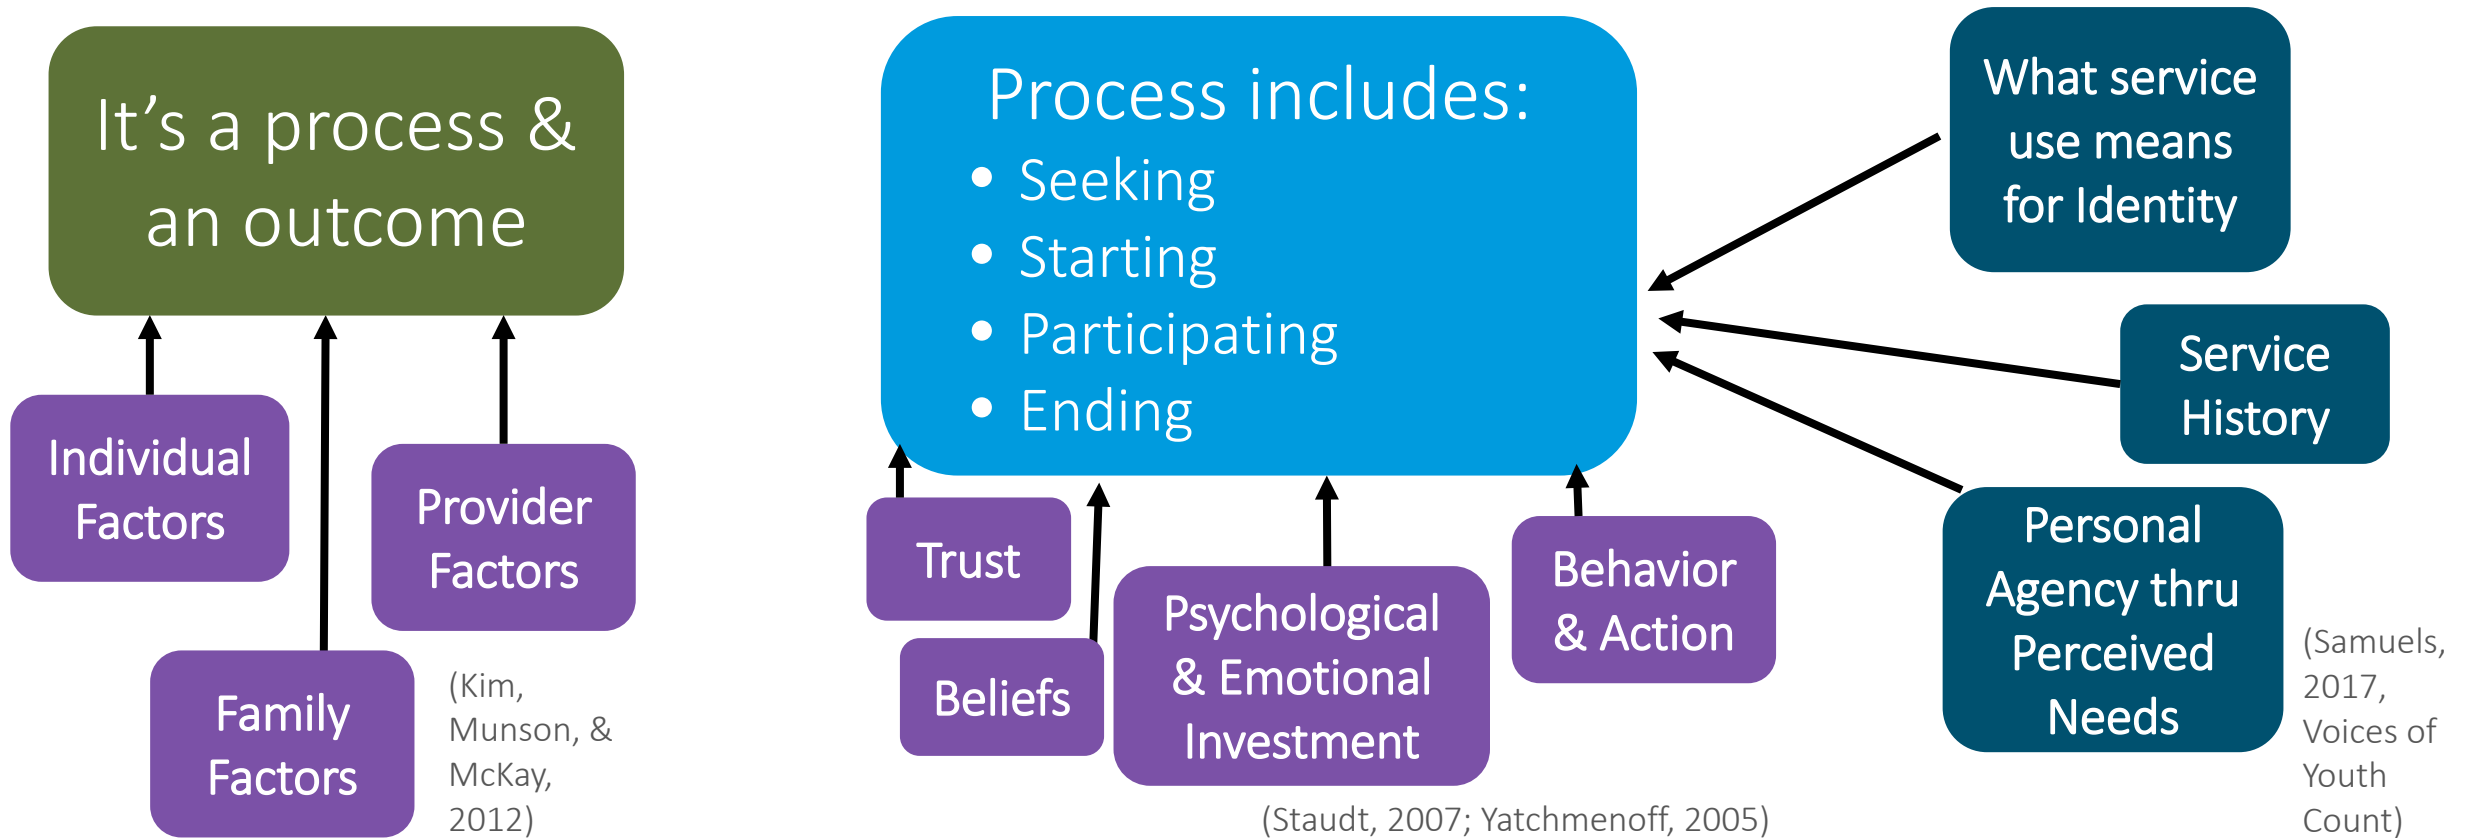 It’s a process &
an outcome
Individual
Factors
Provider
Factors
Family
Factors
(Kim,
Munson, &
McKay,
2012)
Process includes:
• Seeking
• Starting
• Participating
• Ending
Trust
Beliefs
Psychological
& Emotional
Investment
Behavior
& Action
(Staudt, 2007; Yatchmenoff, 2005)
What service
use means
for Identity
Service
History
Personal
Agency thru
Perceived
Needs
(Samuels,
2017,
Voices of
Youth
Count)